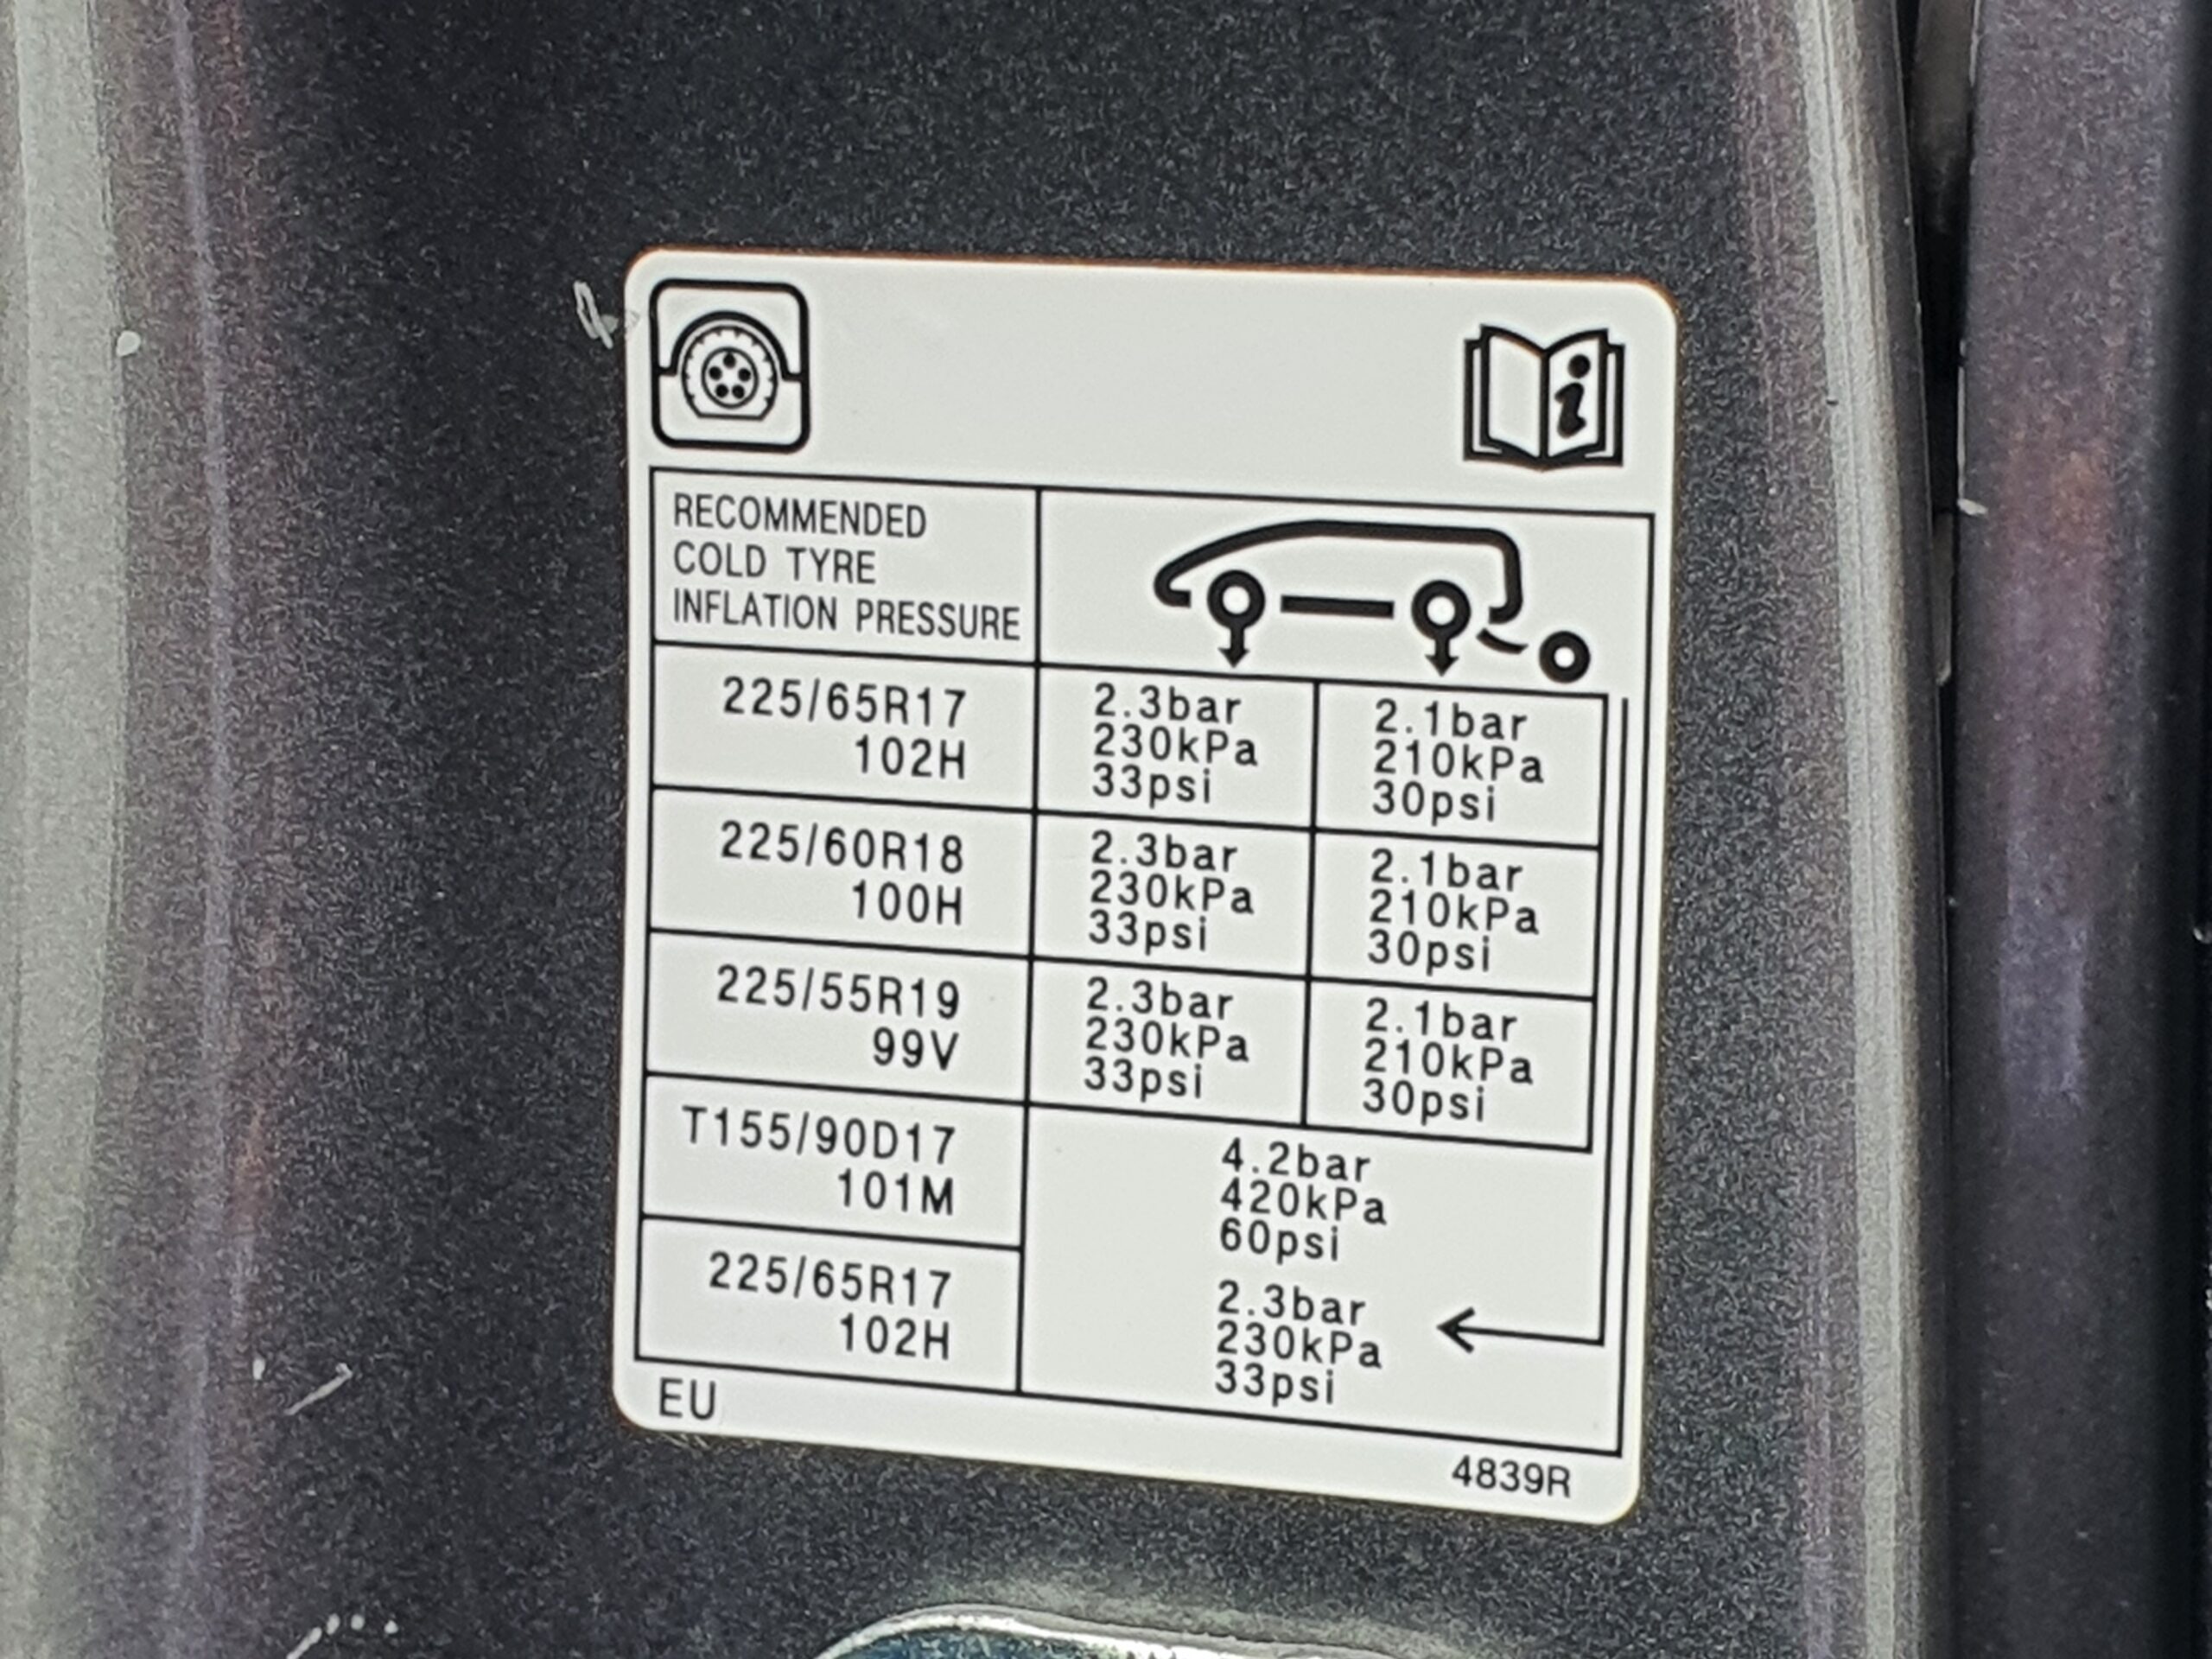 i
RECOMMENDED
COLD TYRE
INFLATION PRESSURE
225/65R17
102H
2.3bar
230kPa
33psi
2.1bar
210kPa
30psi
225/60R18
100H
2.3bar
230kPa
33psi
2.1bar
210kPa
30psi
225/55R19
99V
2.3bar
230kPa
33psi
2.1bar
210kPa
30psi
T155/90D17
101M
4.2bar
420kPa
60psi
225/65R17
102H
2.3bar
230kPa
33psi
EU
4839R